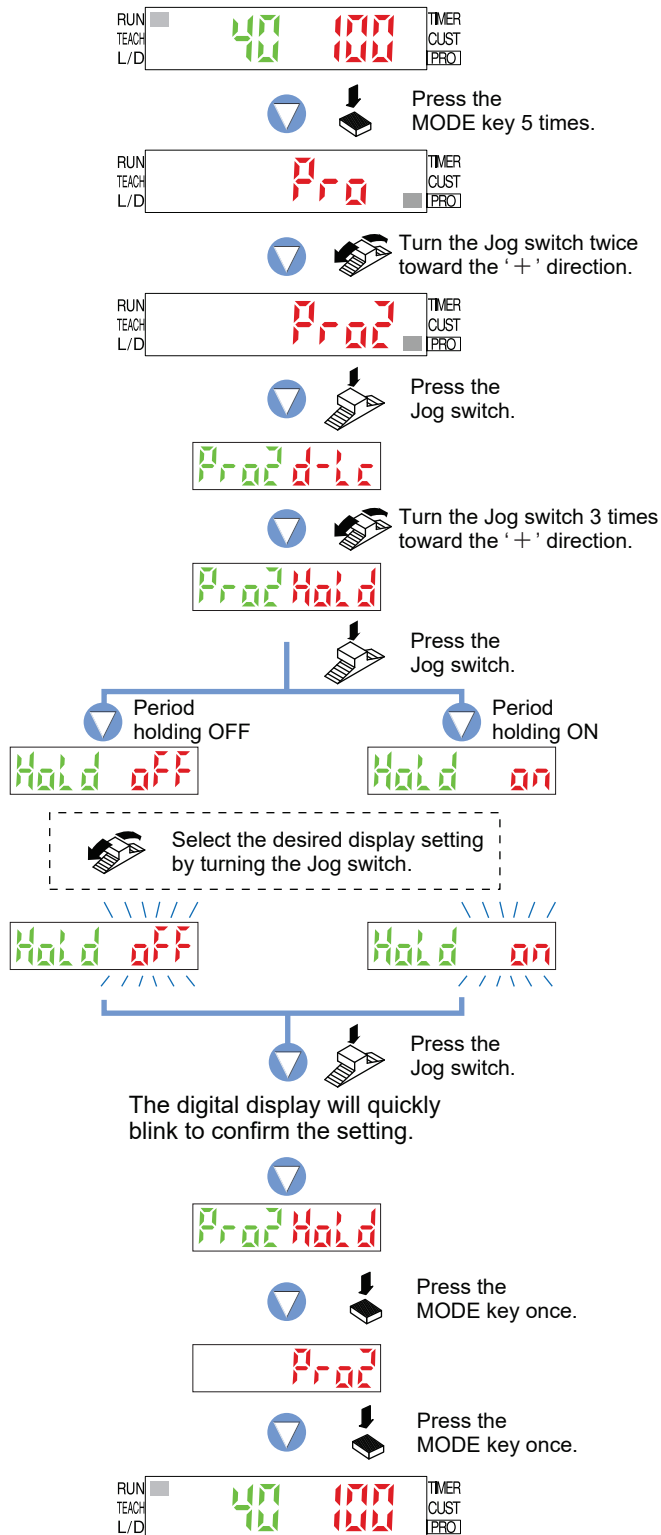 RUN 40 100 TIMER
TEACH CUST
L/D PRO
Press the
MODE key 5 times.
RUN Pro TIMER
TEACH CUST
L/D PRO
Turn the Jog switch twice
toward the ‘＋’ direction.
RUN Pro2 TIMER
TEACH CUST
L/D PRO
Press the
Jog switch.
Pro2 d-Lc
Turn the Jog switch 3 times
toward the ‘＋’ direction.
Pro2 HoLd
Press the
Jog switch.
Period
holding OFF
Period
holding ON
HoLd oFF
HoLd on
Select the desired display setting
by turning the Jog switch.
HoLd oFF
HoLd on
Press the
Jog switch.
The digital display will quickly
blink to confirm the setting.
Pro2 HoLd
Press the
MODE key once.
Pro2
Press the
MODE key once.
RUN 40 100 TIMER
TEACH CUST
L/D PRO